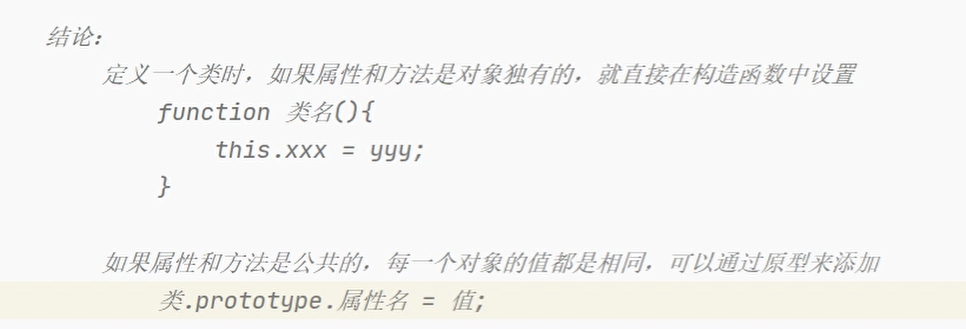 结论:
定义一个类时，如果属性和方法是对象独有的，就直接在构造函数中设置
function 类名(){
this.xxx = yyy;
}
如果属性和方法是公共的，每一个对象的值都是相同，可以通过原型来添加
类.prototype.属性名 = 值;